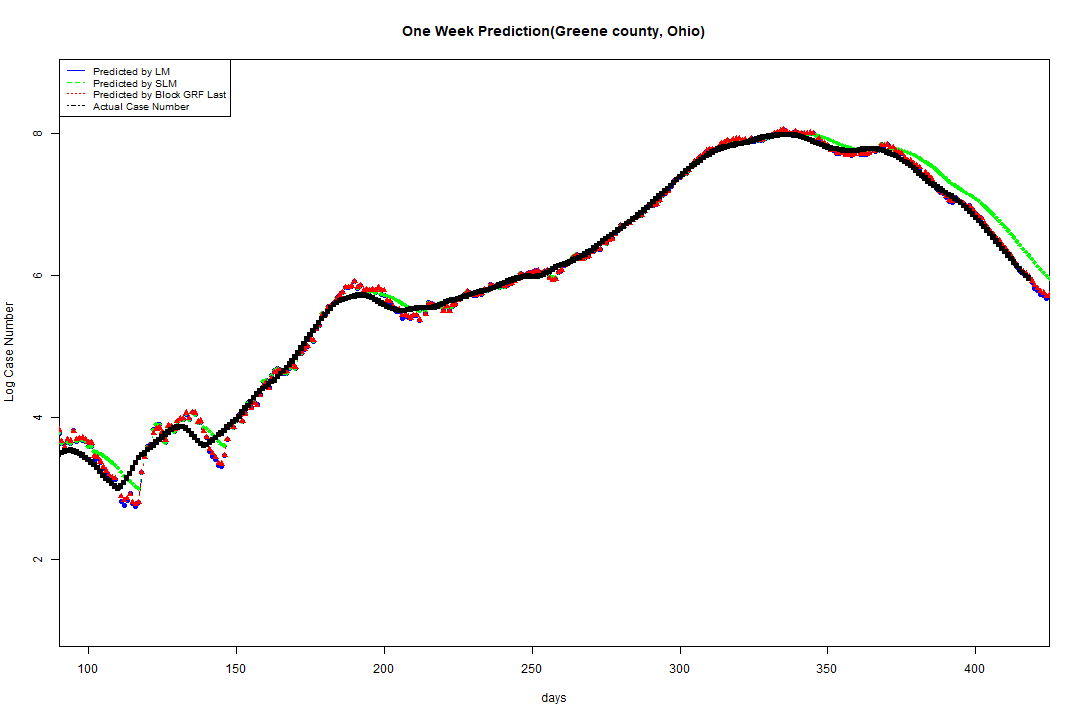 One Week Prediction(Greene county, Ohio)
Predicted by LM
Predicted by SLM
Predicted by Block GRF Last
Actual Case Number
8
6
4
2
Log Case Number
100 150 200 250 300 350 400
days